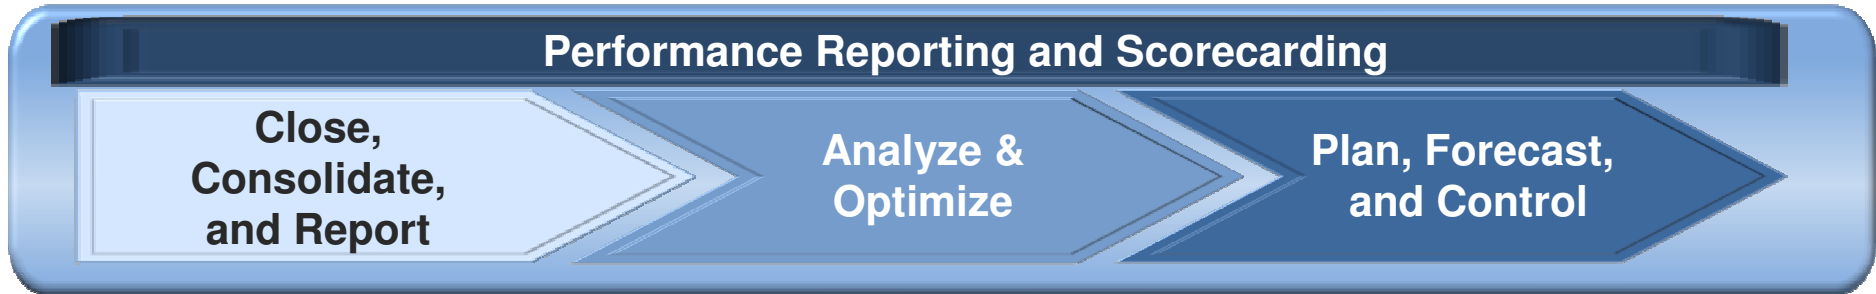 Performance Reporting and Scorecarding
Close,
Consolidate,
and Report
Analyze &
Optimize
Plan, Forecast,
and Control